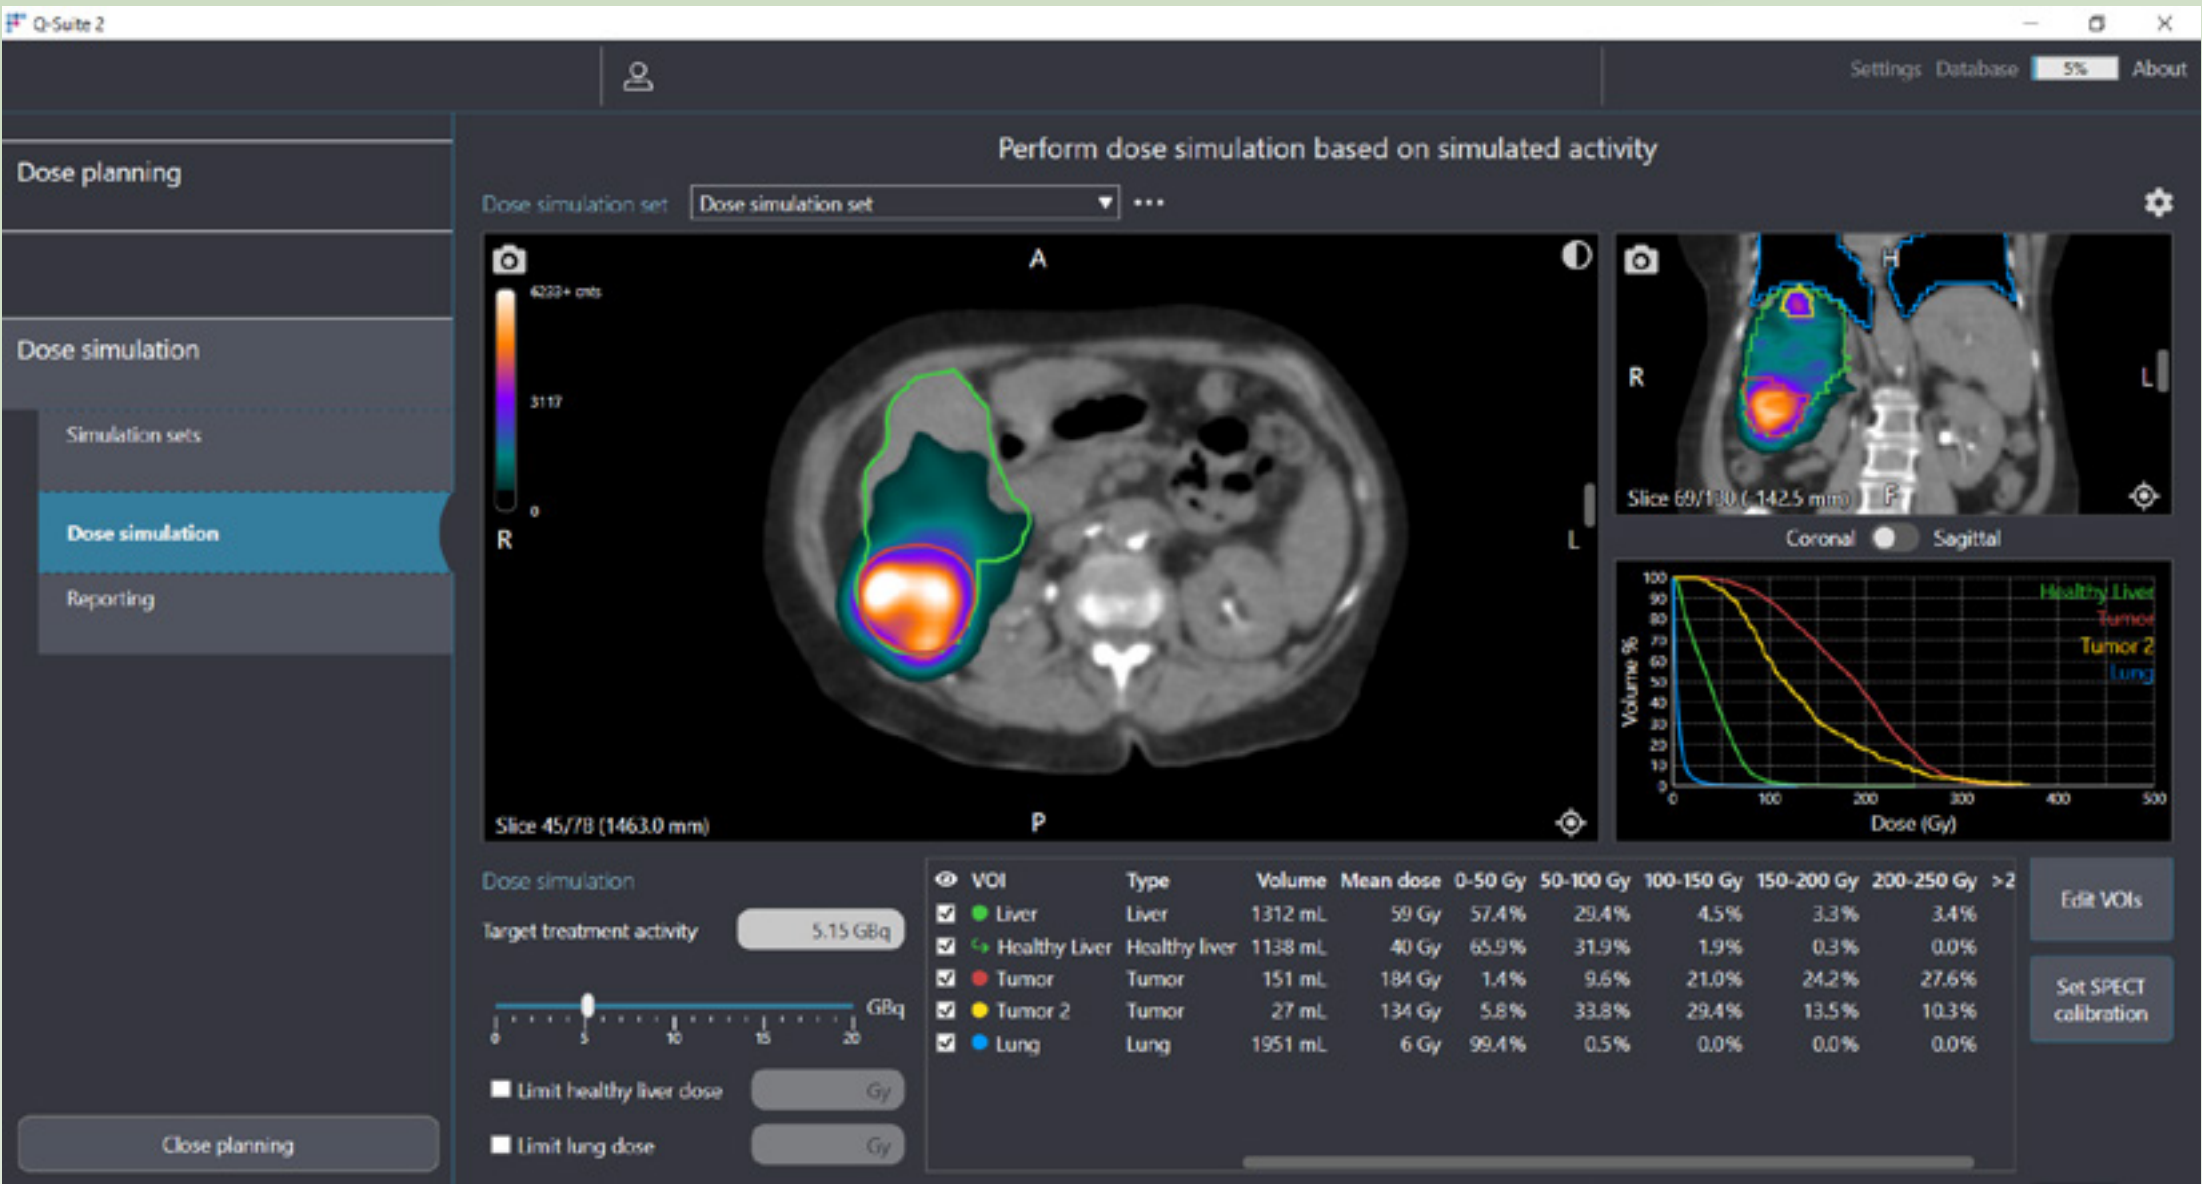 Q-Suite 2
Settings Database 5% About
Dose planning
Dose simulation
Simulation sets
Dose simulation
Reporting
Close planning
Perform dose simulation based on simulated activity
Dose simulation set Dose simulation set
A
6233+ cnts
3117
0
R
L
Slice 45/78 (1463.0 mm)
P
H
R
L
Slice 69/130 (-142.5 mm)
F
Coronal Sagittal
100
90
80
70
60
50
40
30
20
10
0
Volume %
Healthy Liver
Tumor
Tumor 2
Lung
0 100 200 300 400 500
Dose (Gy)
Dose simulation
Target treatment activity 5.15 GBq
GBq
0 5 10 15 20
Limit healthy liver dose Gy
Limit lung dose Gy
VOI Type Volume Mean dose 0-50 Gy 50-100 Gy 100-150 Gy 150-200 Gy 200-250 Gy >2
Liver Liver 1312 mL 59 Gy 57.4% 29.4% 4.5% 3.3% 3.4%
Healthy Liver Healthy liver 1138 mL 40 Gy 65.9% 31.9% 1.9% 0.3% 0.0%
Tumor Tumor 151 mL 184 Gy 1.4% 9.6% 21.0% 24.2% 27.6%
Tumor 2 Tumor 27 mL 134 Gy 5.8% 33.8% 29.4% 13.5% 10.3%
Lung Lung 1951 mL 6 Gy 99.4% 0.5% 0.0% 0.0% 0.0%
Edit VOIs
Set SPECT
calibration